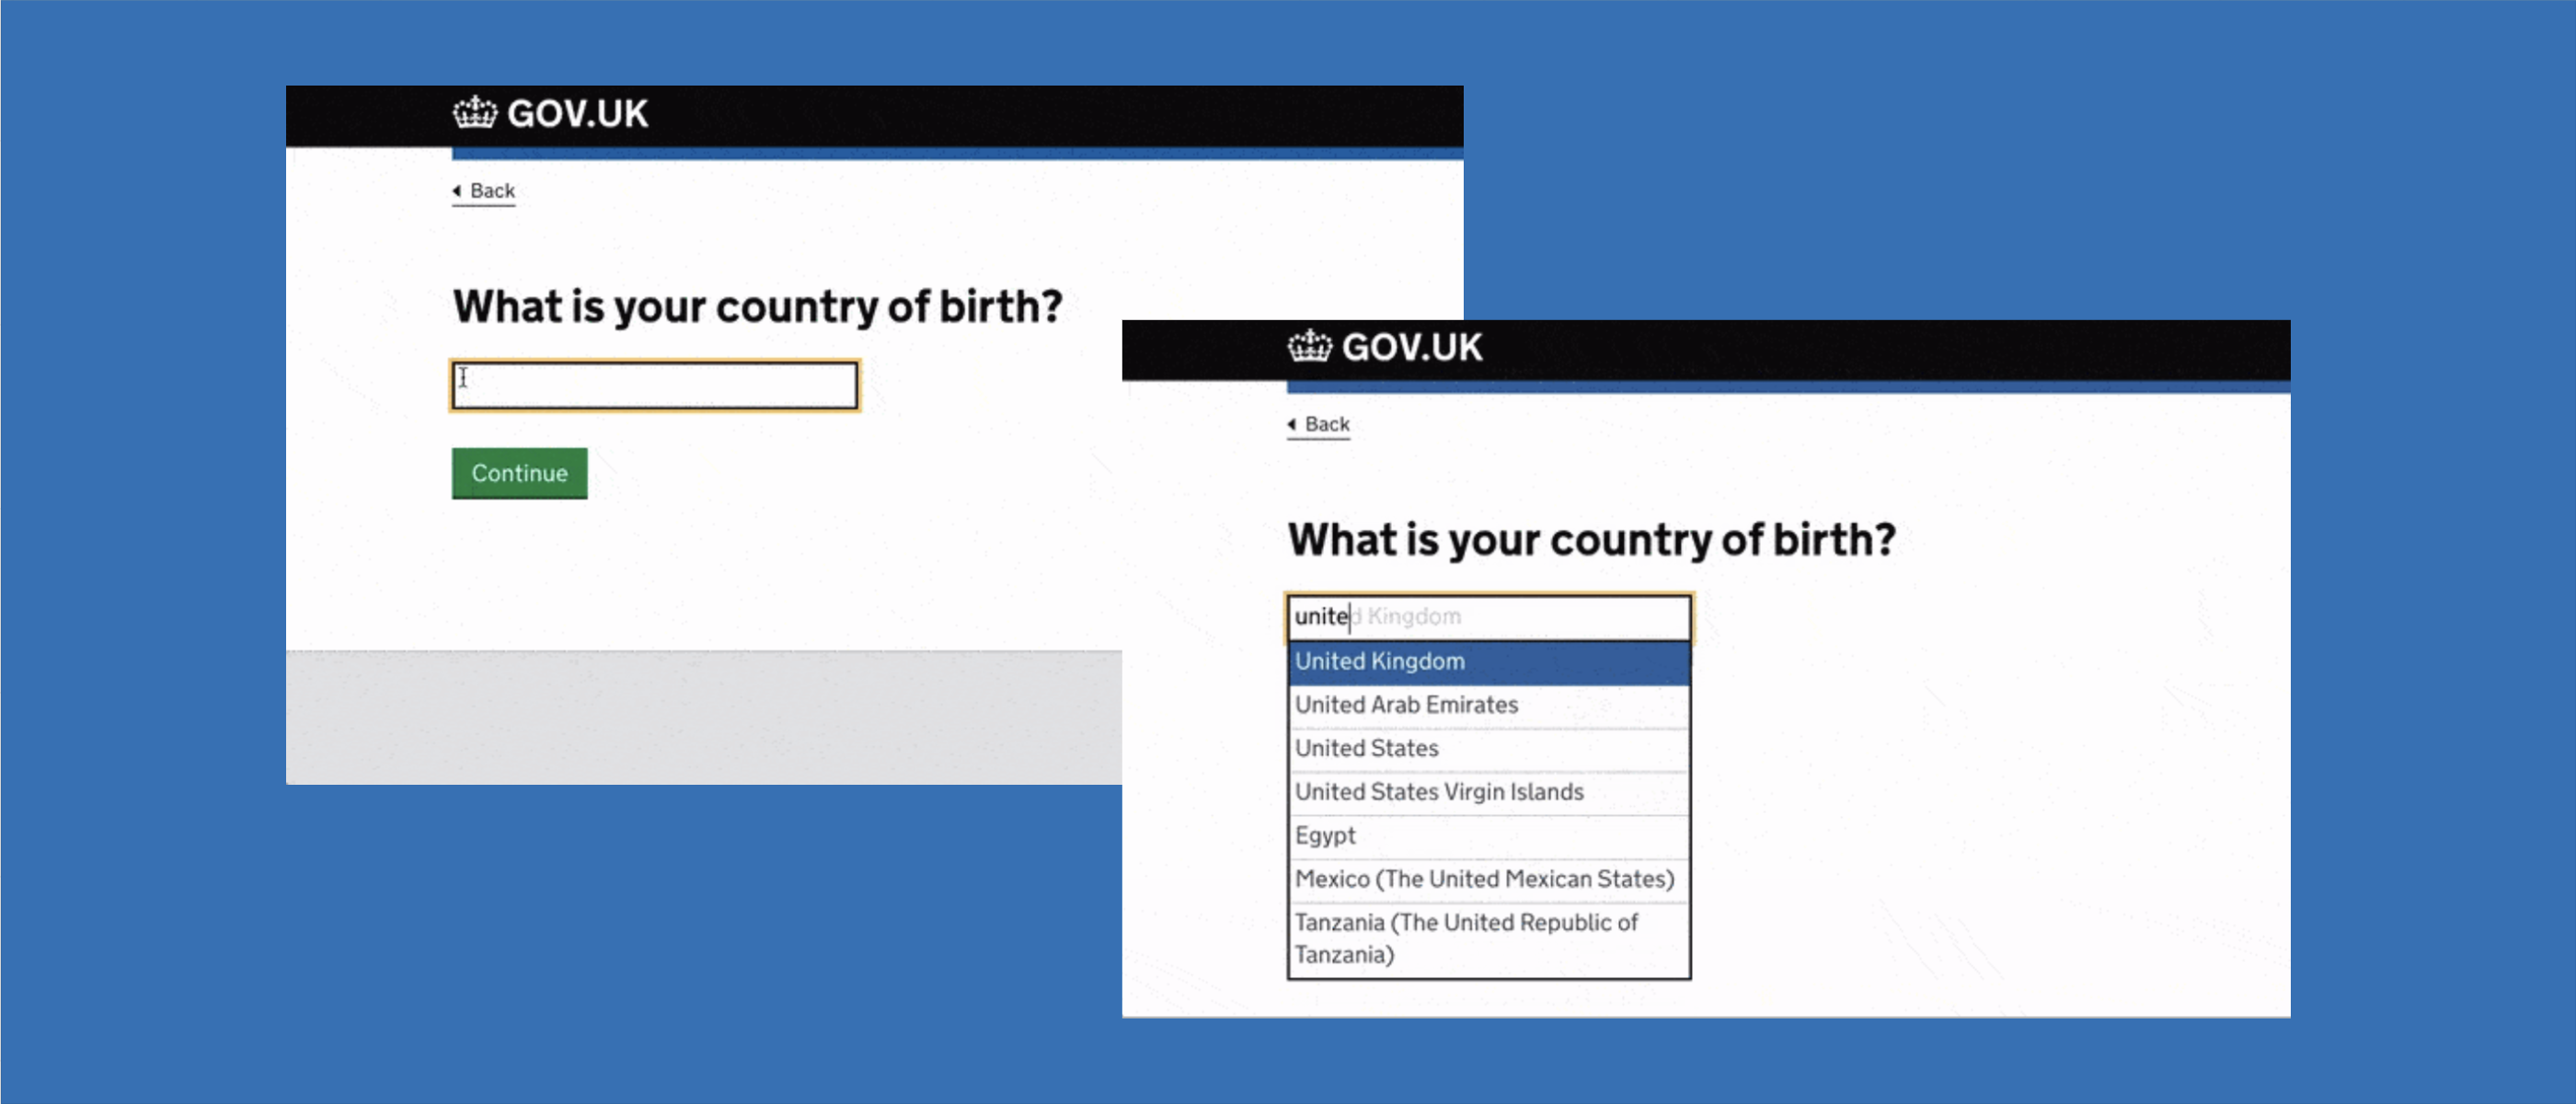 GOV.UK
Back
What is your country of birth?
Continue
GOV.UK
Back
What is your country of birth?
united Kingdom
United Kingdom
United Arab Emirates
United States
United States Virgin Islands
Egypt
Mexico (The United Mexican States)
Tanzania (The United Republic of
Tanzania)